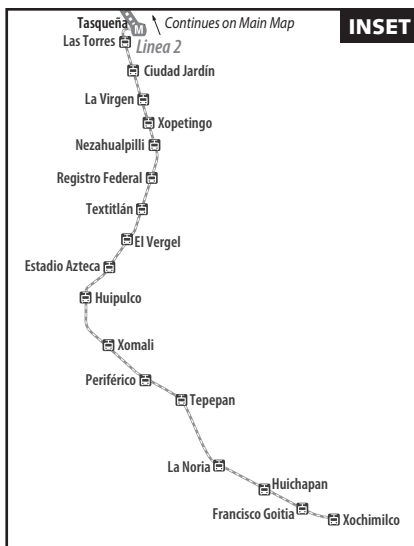 Tasqueña
Continues on Main Map
INSET
M
Las Torres
Linea 2
Ciudad Jardín
La Virgen
Xopetingo
Nezahualpilli
Registro Federal
Textitlán
El Vergel
Estadio Azteca
Huipulco
Xomali
Periférico
Tepepan
La Noria
Huichapan
Francisco Goitia
Xochimilco